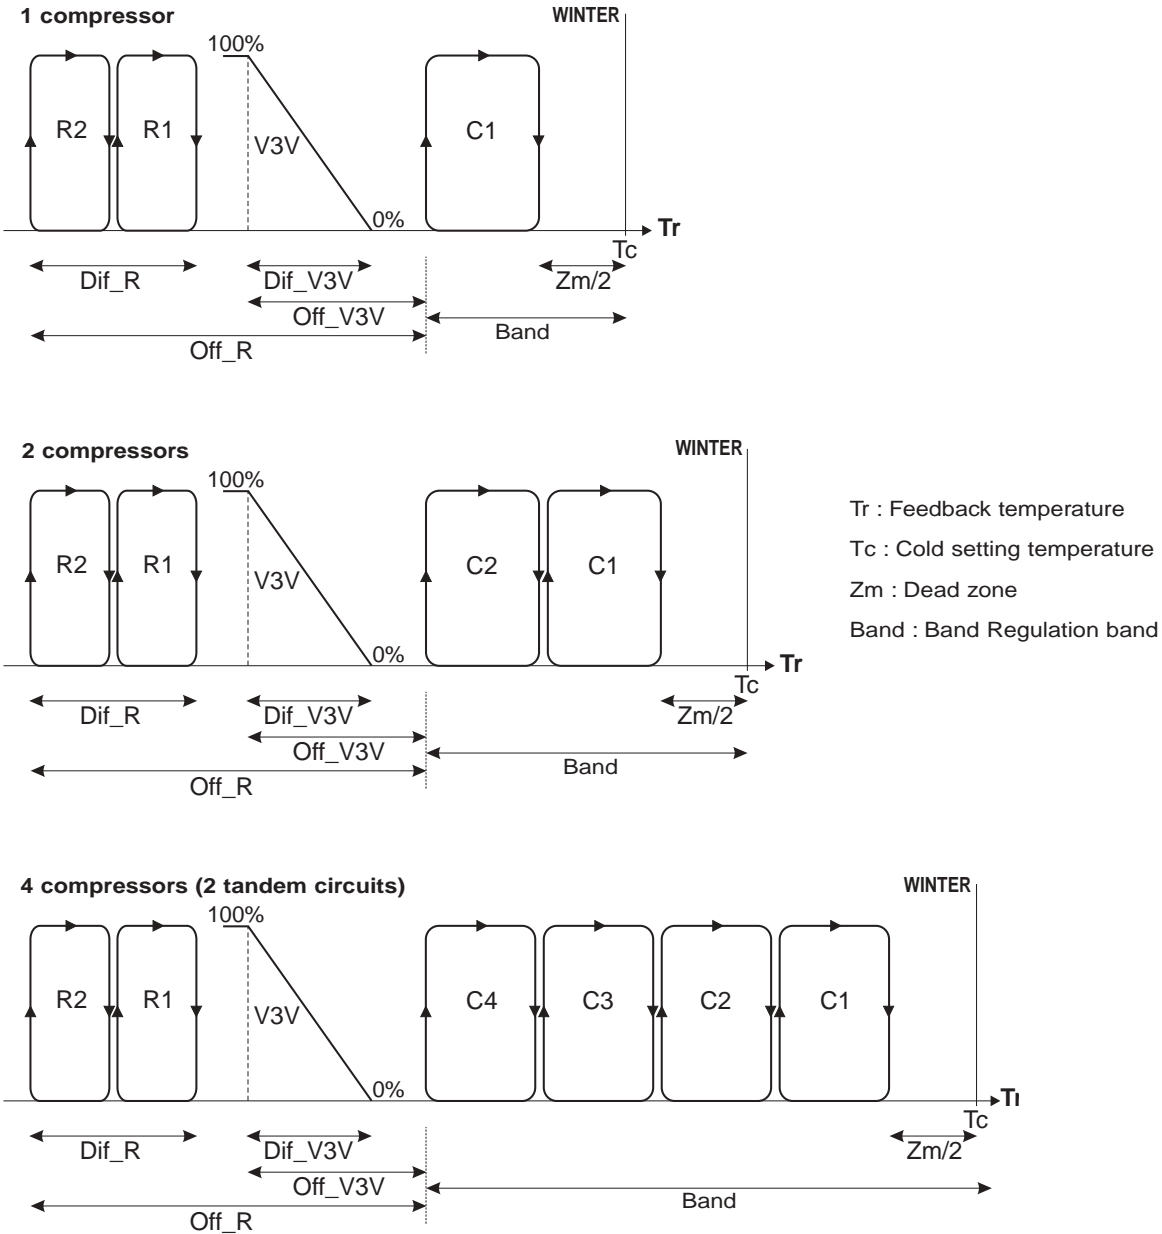 1 compressor
WINTER
100%
R2 R1 V3V C1
0%
Tr
Tc
Dif_R Dif_V3V Zm/2
Off_V3V Band
Off_R
2 compressors
WINTER
100%
R2 R1 V3V C2 C1
0%
Tr
Tc
Dif_R Dif_V3V Zm/2
Off_V3V Band
Off_R
Tr : Feedback temperature
Tc : Cold setting temperature
Zm : Dead zone
Band : Band Regulation band
4 compressors (2 tandem circuits)
WINTER
100%
R2 R1 V3V C4 C3 C2 C1
0%
Tr
Tc
Dif_R Dif_V3V Zm/2
Off_V3V Band
Off_R